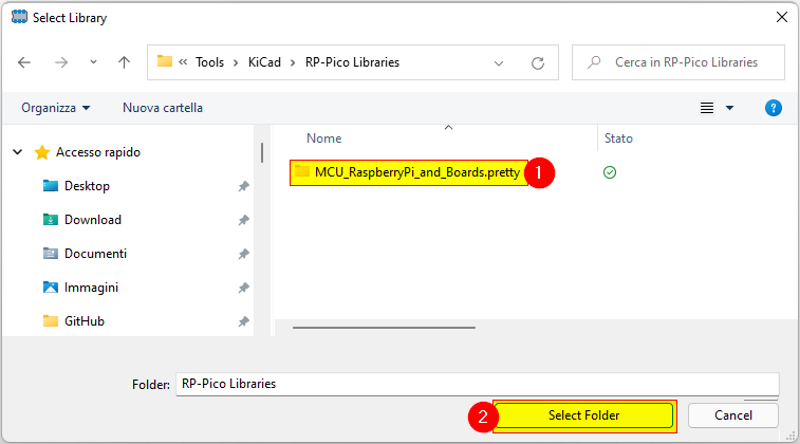 Select Library
« Tools > KiCad > RP-Pico Libraries
Cerca in RP-Pico Libraries
Organizza
Nuova cartella
?
Nome
Stato
Accesso rapido
Desktop
Download
Documenti
Immagini
GitHub
MCU_RaspberryPi_and_Boards.pretty
1
Folder: RP-Pico Libraries
2
Select Folder
Cancel